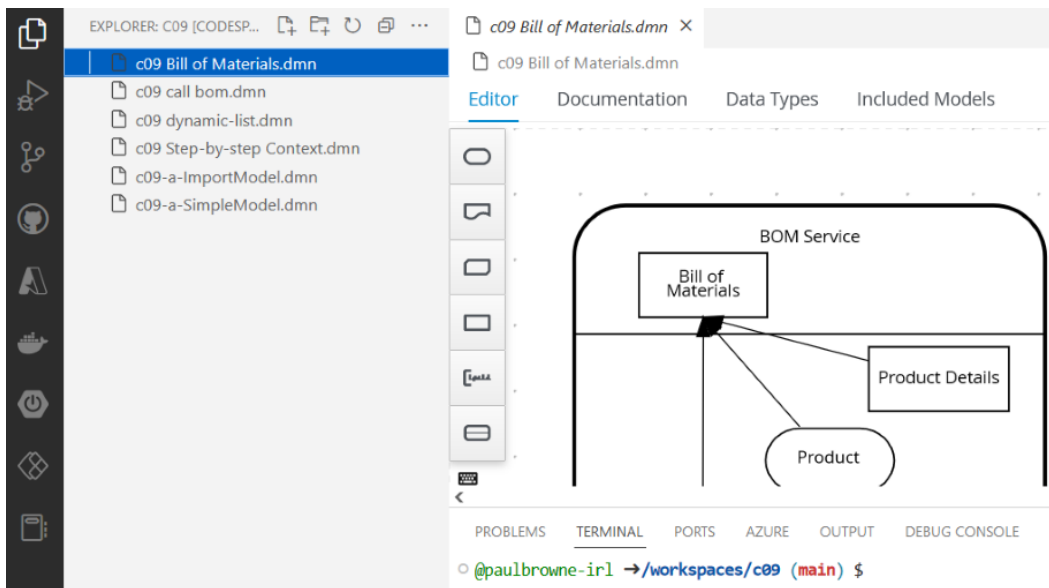 EXPLORER: C09 [CODESP...
c09 Bill of Materials.dmn
c09 call bom.dmn
c09 dynamic-list.dmn
c09 Step-by-step Context.dmn
c09-a-ImportModel.dmn
c09-a-SimpleModel.dmn
c09 Bill of Materials.dmn
c09 Bill of Materials.dmn
Editor Documentation Data Types Included Models
BOM Service
Bill of
Materials
Product Details
Product
PROBLEMS TERMINAL PORTS AZURE OUTPUT DEBUG CONSOLE
@paulbrowne-irl →/workspaces/c09 (main) $